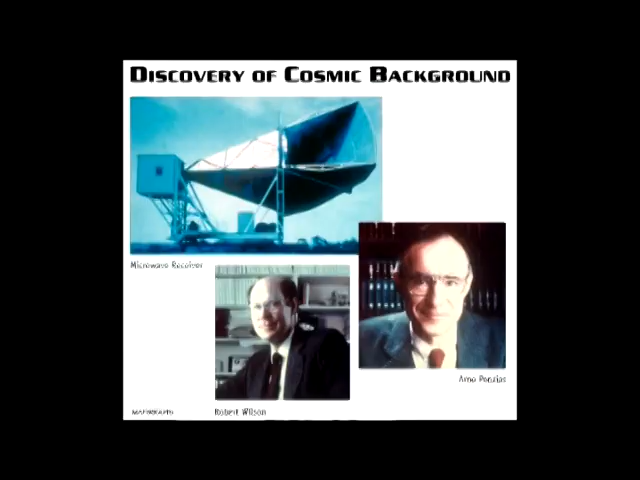 DISCOVERY OF COSMIC BACKGROUND
Microwave Receiver
Arno Penzias
Robert Wilson